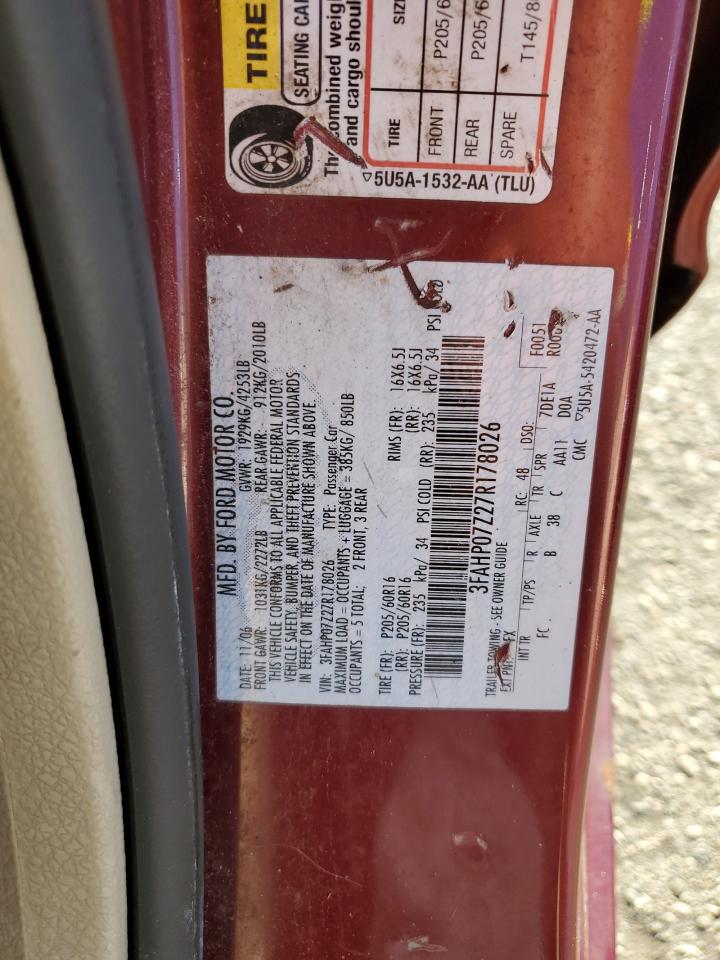 TIRE
SEATING CA
combined weig
and cargo shoul
TIRE SIZ
FRONT P205/6
REAR P205/6
SPARE T145/8
▽5U5A-1532-AA (TLU)
MFD. BY FORD MOTOR CO.
DATE: 11/06 GVWR: 1929KG/4253LB
FRONT GAWR: 1031KG/2272LB REAR GAWR: 912KG/2010LB
THIS VEHICLE CONFORMS TO ALL APPLICABLE FEDERAL MOTOR
VEHICLE SAFETY, BUMPER, AND THEFT PREVENTION STANDARDS
IN EFFECT ON THE DATE OF MANUFACTURE SHOWN ABOVE.
VIN: 3FAHP07Z27R178026 TYPE: Passenger Car
MAXIMUM LOAD = OCCUPANTS + LUGGAGE = 385KG/ 850LB
OCCUPANTS = 5 TOTAL: 2 FRONT, 3 REAR
TIRE (FR): P205/60R16 RIMS (FR): 16X6.5J
(RR): P205/60R16 (RR): 16X6.5J
PRESSURE (FR): 235 kPa/ 34 PSI COLD (RR): 235 kPa/ 34 PSI
3FAHP07Z27R178026
TRAILER TOWING - SEE OWNER GUIDE
EXT PNT: FX RC: 48 DSO: F0051
INT TR TP/PS R AXLE TR SPR 7DE1A
FC B 38 C AA11 D0A
CMC ▽5U5A-5420472-AA